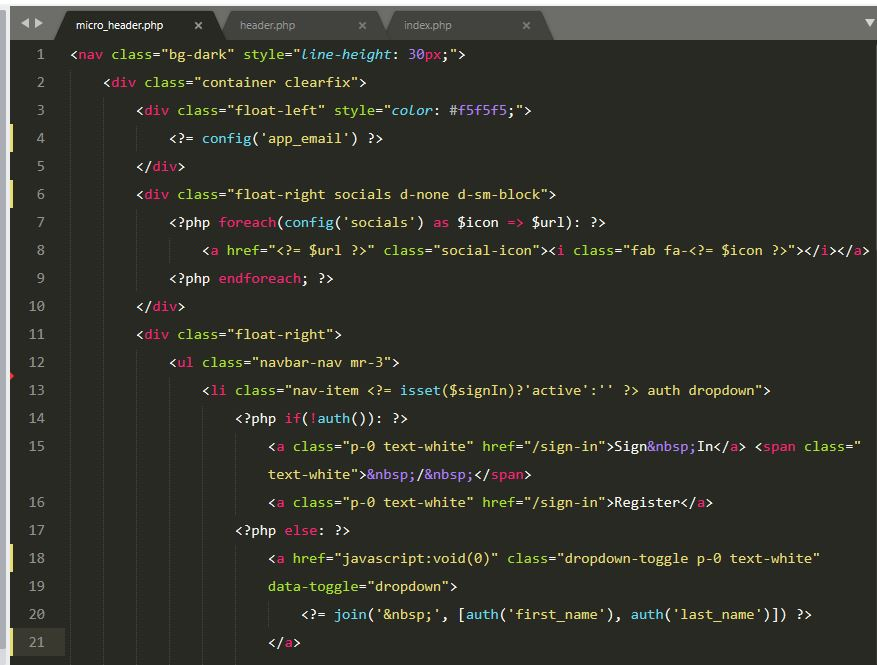 micro_header.php × header.php × index.php ×
1 <nav class="bg-dark" style="line-height: 30px;">
2 <div class="container clearfix">
3 <div class="float-left" style="color: #f5f5f5;">
4 <?= config('app_email') ?>
5 </div>
6 <div class="float-right socials d-none d-sm-block">
7 <?php foreach(config('socials') as $icon => $url): ?>
8 <a href="<?= $url ?>" class="social-icon"><i class="fab fa-<?= $icon ?>"></i></a>
9 <?php endforeach; ?>
10 </div>
11 <div class="float-right">
12 <ul class="navbar-nav mr-3">
13 <li class="nav-item <?= isset($signIn)?'active':'' ?> auth dropdown">
14 <?php if(!auth()): ?>
15 <a class="p-0 text-white" href="/sign-in">Sign&nbsp;In</a> <span class="
text-white">&nbsp;/&nbsp;</span>
16 <a class="p-0 text-white" href="/sign-in">Register</a>
17 <?php else: ?>
18 <a href="javascript:void(0)" class="dropdown-toggle p-0 text-white"
19 data-toggle="dropdown">
20 <?= join('&nbsp;', [auth('first_name'), auth('last_name')]) ?>
21 </a>